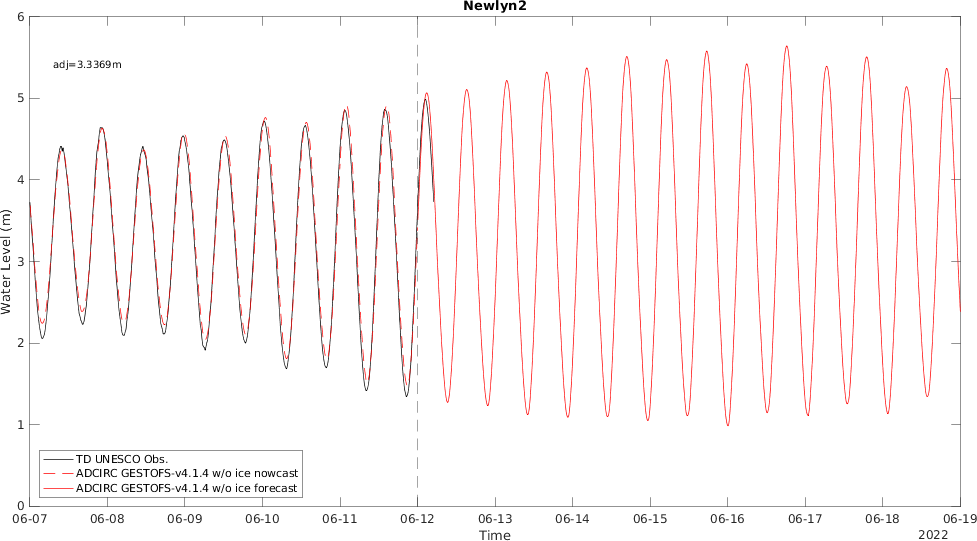 Newlyn2
6
adj=3.3369m
5
4
Water Level (m)
3
2
1
TD UNESCO Obs.
ADCIRC GESTOFS-v4.1.4 w/o ice nowcast
ADCIRC GESTOFS-v4.1.4 w/o ice forecast
0
06-07 06-08 06-09 06-10 06-11 06-12 06-13 06-14 06-15 06-16 06-17 06-18 06-19
Time
2022